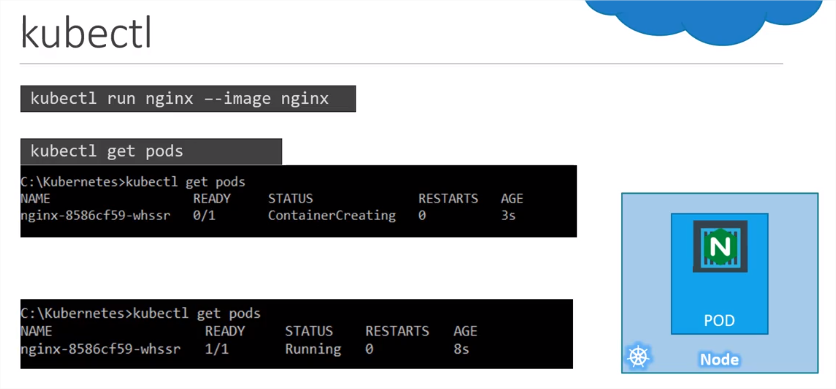 kubectl
kubectl run nginx –-image nginx
kubectl get pods
C:\Kubernetes>kubectl get pods
NAME READY STATUS RESTARTS AGE
nginx-8586cf59-whssr 0/1 ContainerCreating 0 3s
C:\Kubernetes>kubectl get pods
NAME READY STATUS RESTARTS AGE
nginx-8586cf59-whssr 1/1 Running 0 8s
N
POD
Node